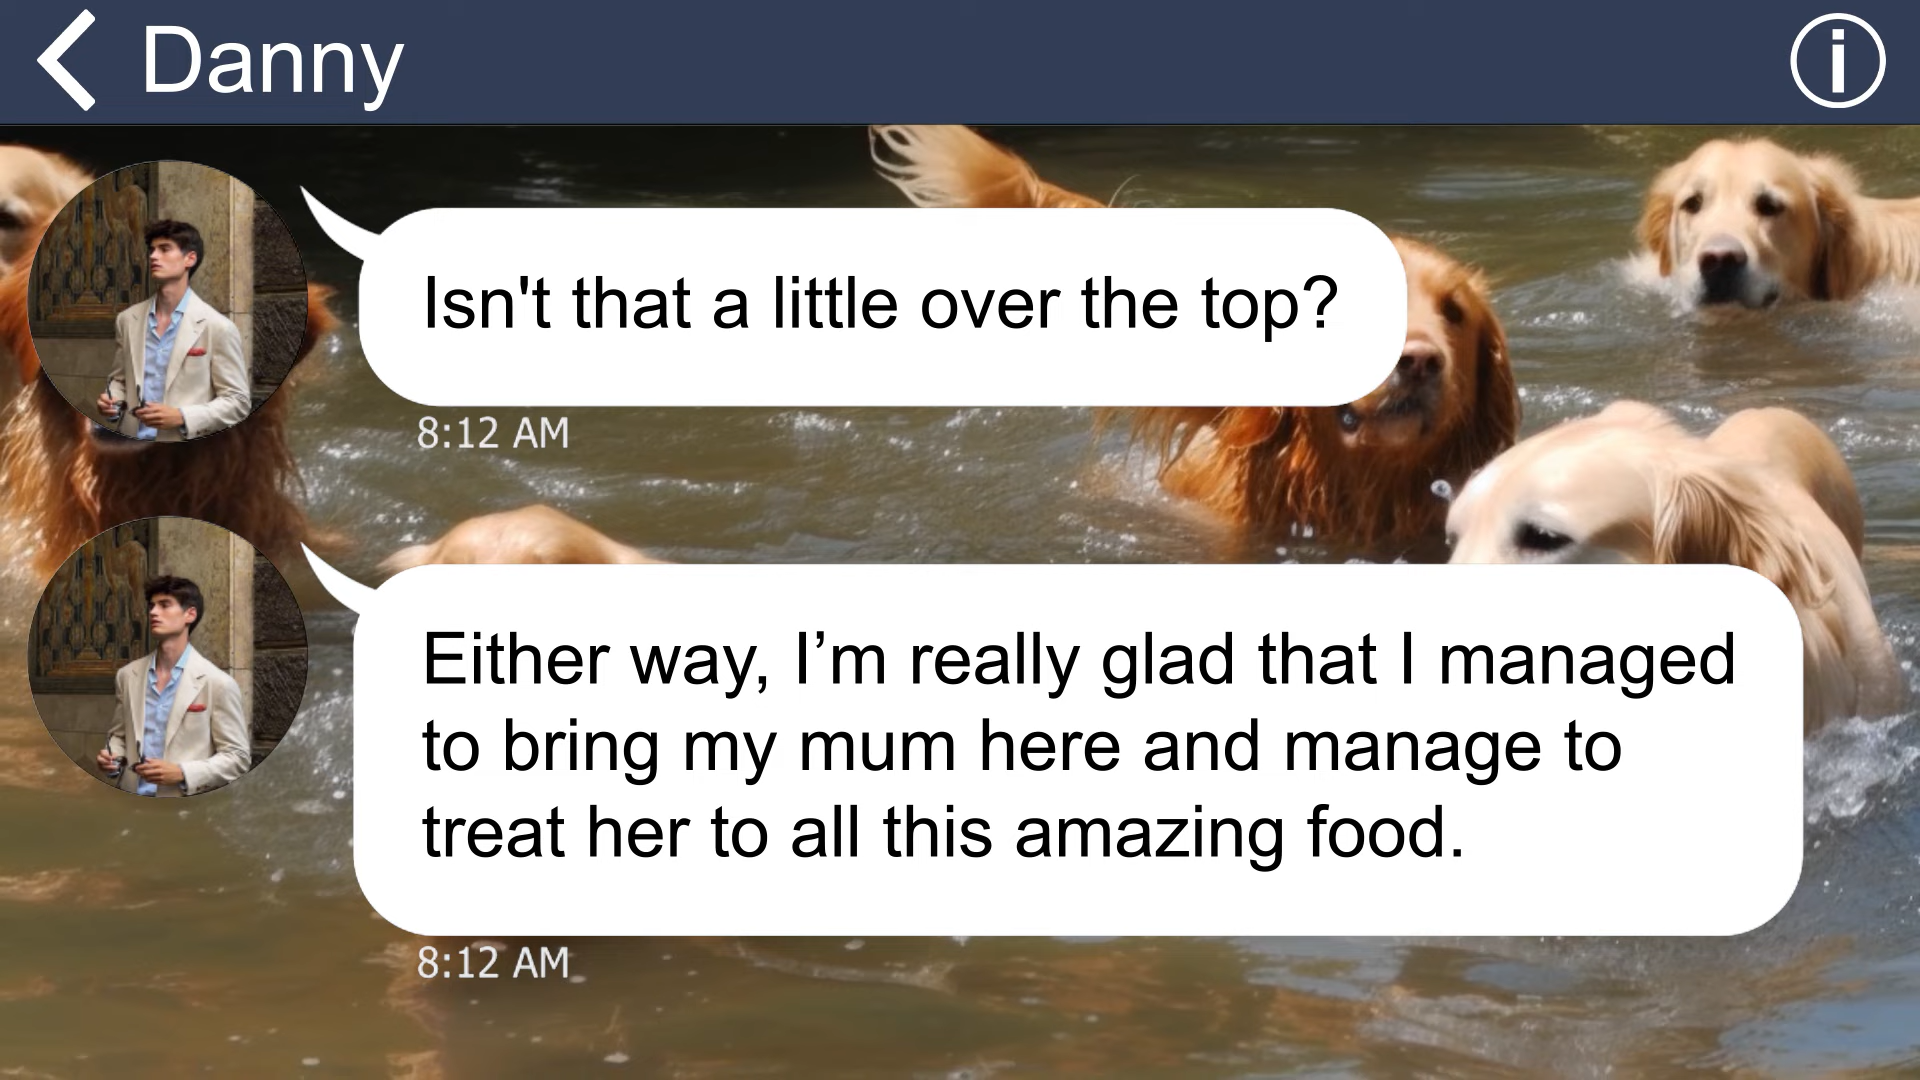 Danny
Isn't that a little over the top?
8:12 AM
Either way, I’m really glad that I managed
to bring my mum here and manage to
treat her to all this amazing food.
8:12 AM